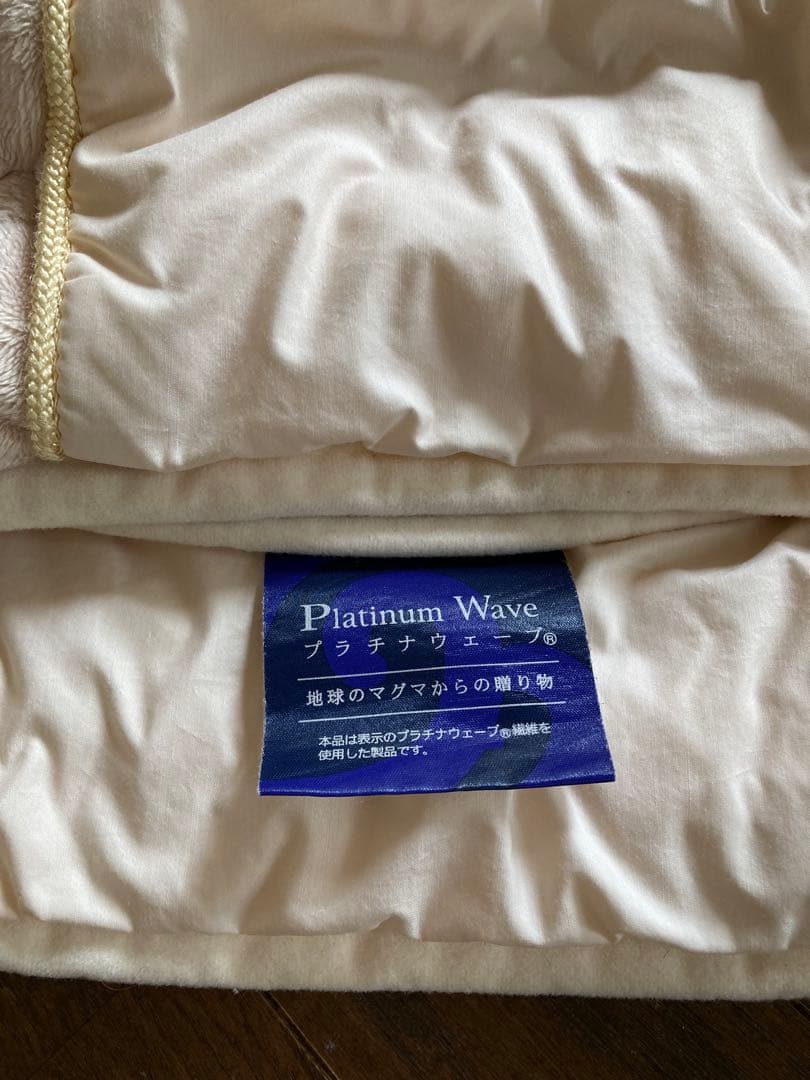 Platinum Wave
プラチナウェーブ®
地球のマグマからの贈り物
本品は表示のプラチナウェーブ®繊維を
使用した製品です。